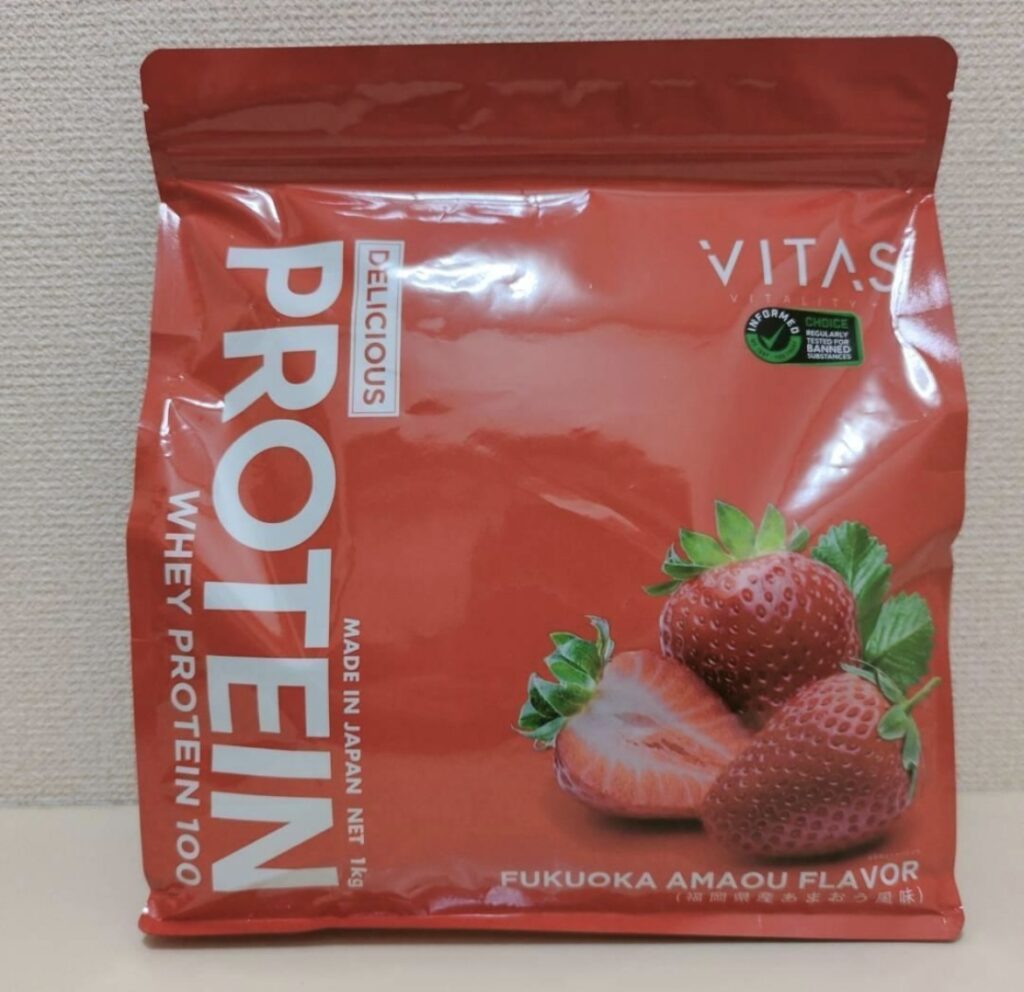 VITAS
VITALITY
INFORMED
CHOICE
REGULARLY
TESTED FOR
BANNED
SUBSTANCES
DELICIOUS
PROTEIN
WHEY PROTEIN 100
MADE IN JAPAN NET 1kg
FUKUOKA AMAOU FLAVOR
(福岡県産あまおう風味)